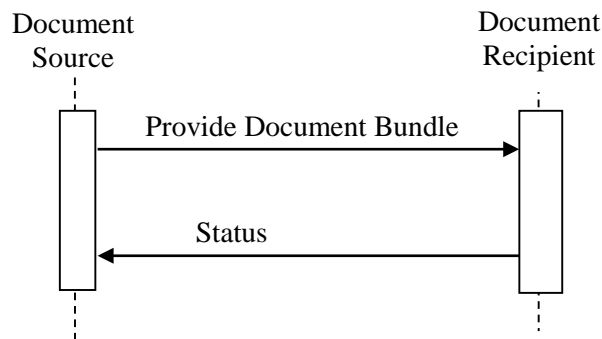 Document
Source
Document
Recipient
Provide Document Bundle
Status